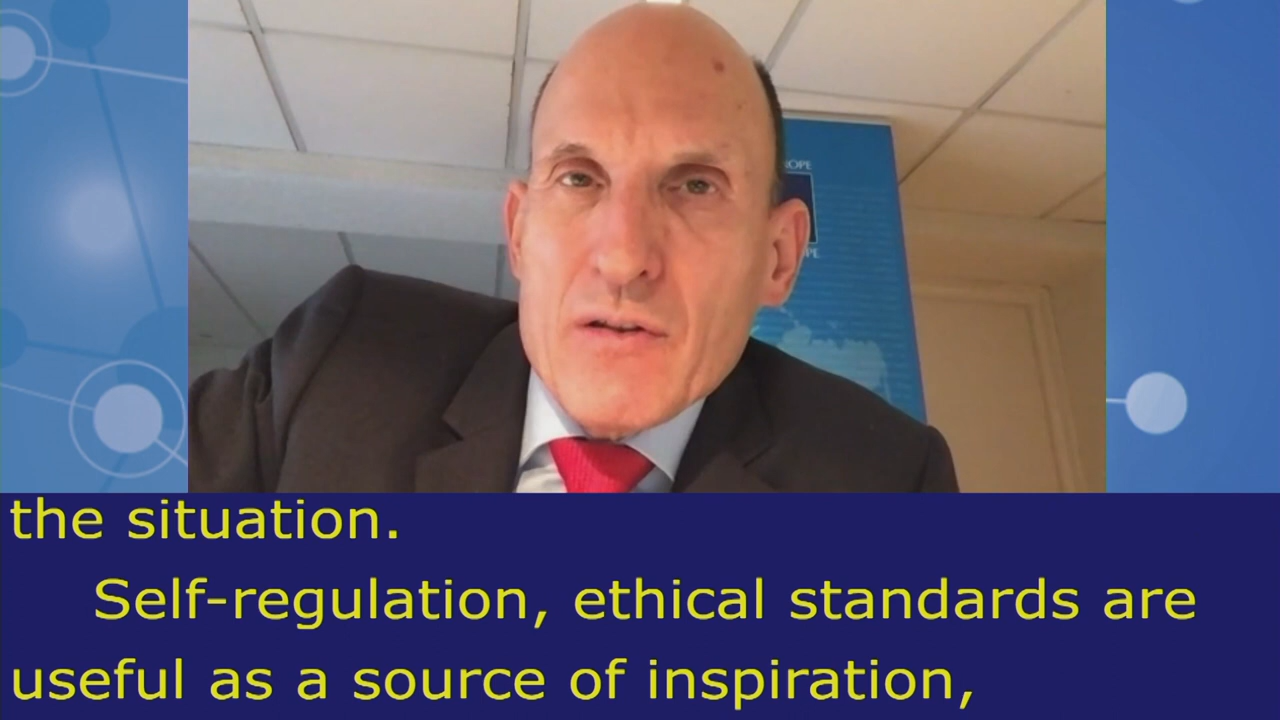 the situation.
Self-regulation, ethical standards are
useful as a source of inspiration,